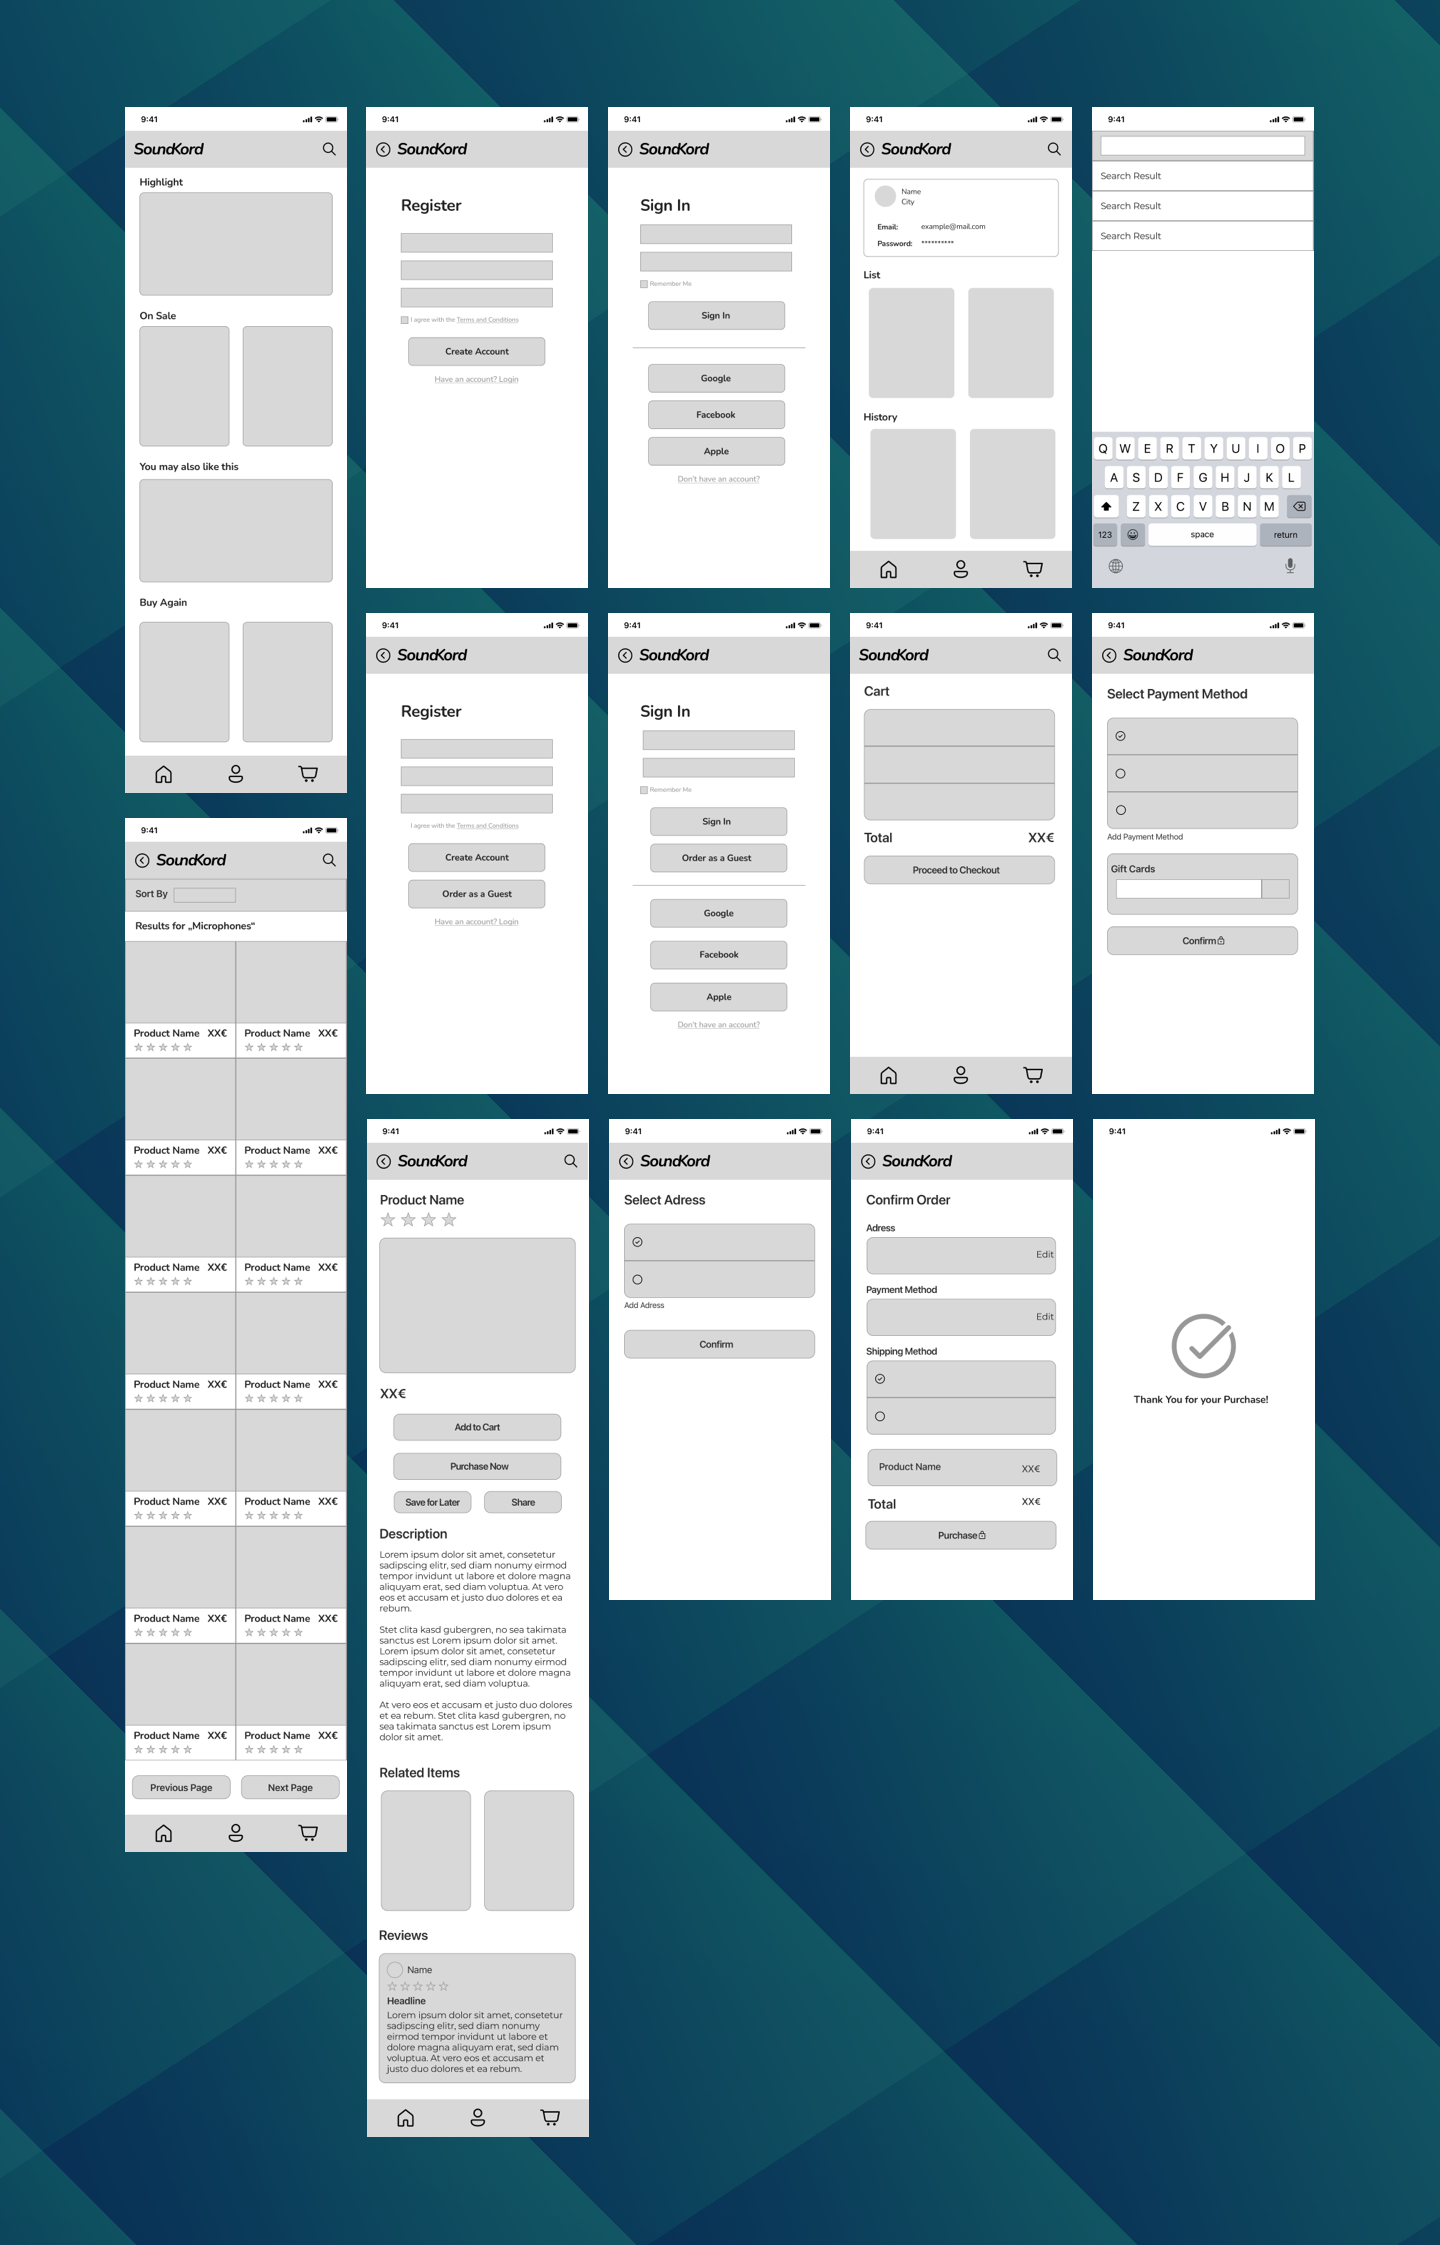 9:41
SoundKord
Highlight
On Sale
You may also like this
Buy Again
9:41
SoundKord
Register
I agree with the Terms and Conditions
Create Account
Have an account? Login
9:41
SoundKord
Sign In
Remember Me
Sign In
Google
Facebook
Apple
Don't have an account?
9:41
SoundKord
Name
City
Email: example@mail.com
Password: **********
List
History
9:41
Search Result
Search Result
Search Result
Q W E R T Y U I O P
A S D F G H J K L
Z X C V B N M
123 space return
9:41
SoundKord
Register
I agree with the Terms and Conditions
Create Account
Order as a Guest
Have an account? Login
9:41
SoundKord
Sign In
Remember Me
Sign In
Order as a Guest
Google
Facebook
Apple
Don't have an account?
9:41
SoundKord
Cart
Total XX€
Proceed to Checkout
9:41
SoundKord
Select Payment Method
Add Payment Method
Gift Cards
Confirm
9:41
SoundKord
Sort By
Results for „Microphones“
Product Name XX€ Product Name XX€
Product Name XX€ Product Name XX€
Product Name XX€ Product Name XX€
Product Name XX€ Product Name XX€
Product Name XX€ Product Name XX€
Product Name XX€ Product Name XX€
Product Name XX€ Product Name XX€
Previous Page Next Page
9:41
SoundKord
Product Name
XX€
Add to Cart
Purchase Now
Save for Later Share
Description
Lorem ipsum dolor sit amet, consetetur
sadipscing elitr, sed diam nonumy eirmod
tempor invidunt ut labore et dolore magna
aliquyam erat, sed diam voluptua. At vero
eos et accusam et justo duo dolores et ea
rebum.
Stet clita kasd gubergren, no sea takimata
sanctus est Lorem ipsum dolor sit amet.
Lorem ipsum dolor sit amet, consetetur
sadipscing elitr, sed diam nonumy eirmod
tempor invidunt ut labore et dolore magna
aliquyam erat, sed diam voluptua.
At vero eos et accusam et justo duo dolores
et ea rebum. Stet clita kasd gubergren, no
sea takimata sanctus est Lorem ipsum
dolor sit amet.
Related Items
Reviews
Name
Headline
Lorem ipsum dolor sit amet, consetetur
sadipscing elitr, sed diam nonumy
eirmod tempor invidunt ut labore et
dolore magna aliquyam erat, sed diam
voluptua. At vero eos et accusam et
justo duo dolores et ea rebum.
9:41
SoundKord
Select Adress
Add Adress
Confirm
9:41
SoundKord
Confirm Order
Adress
Edit
Payment Method
Edit
Shipping Method
Product Name XX€
Total XX€
Purchase
9:41
Thank You for your Purchase!